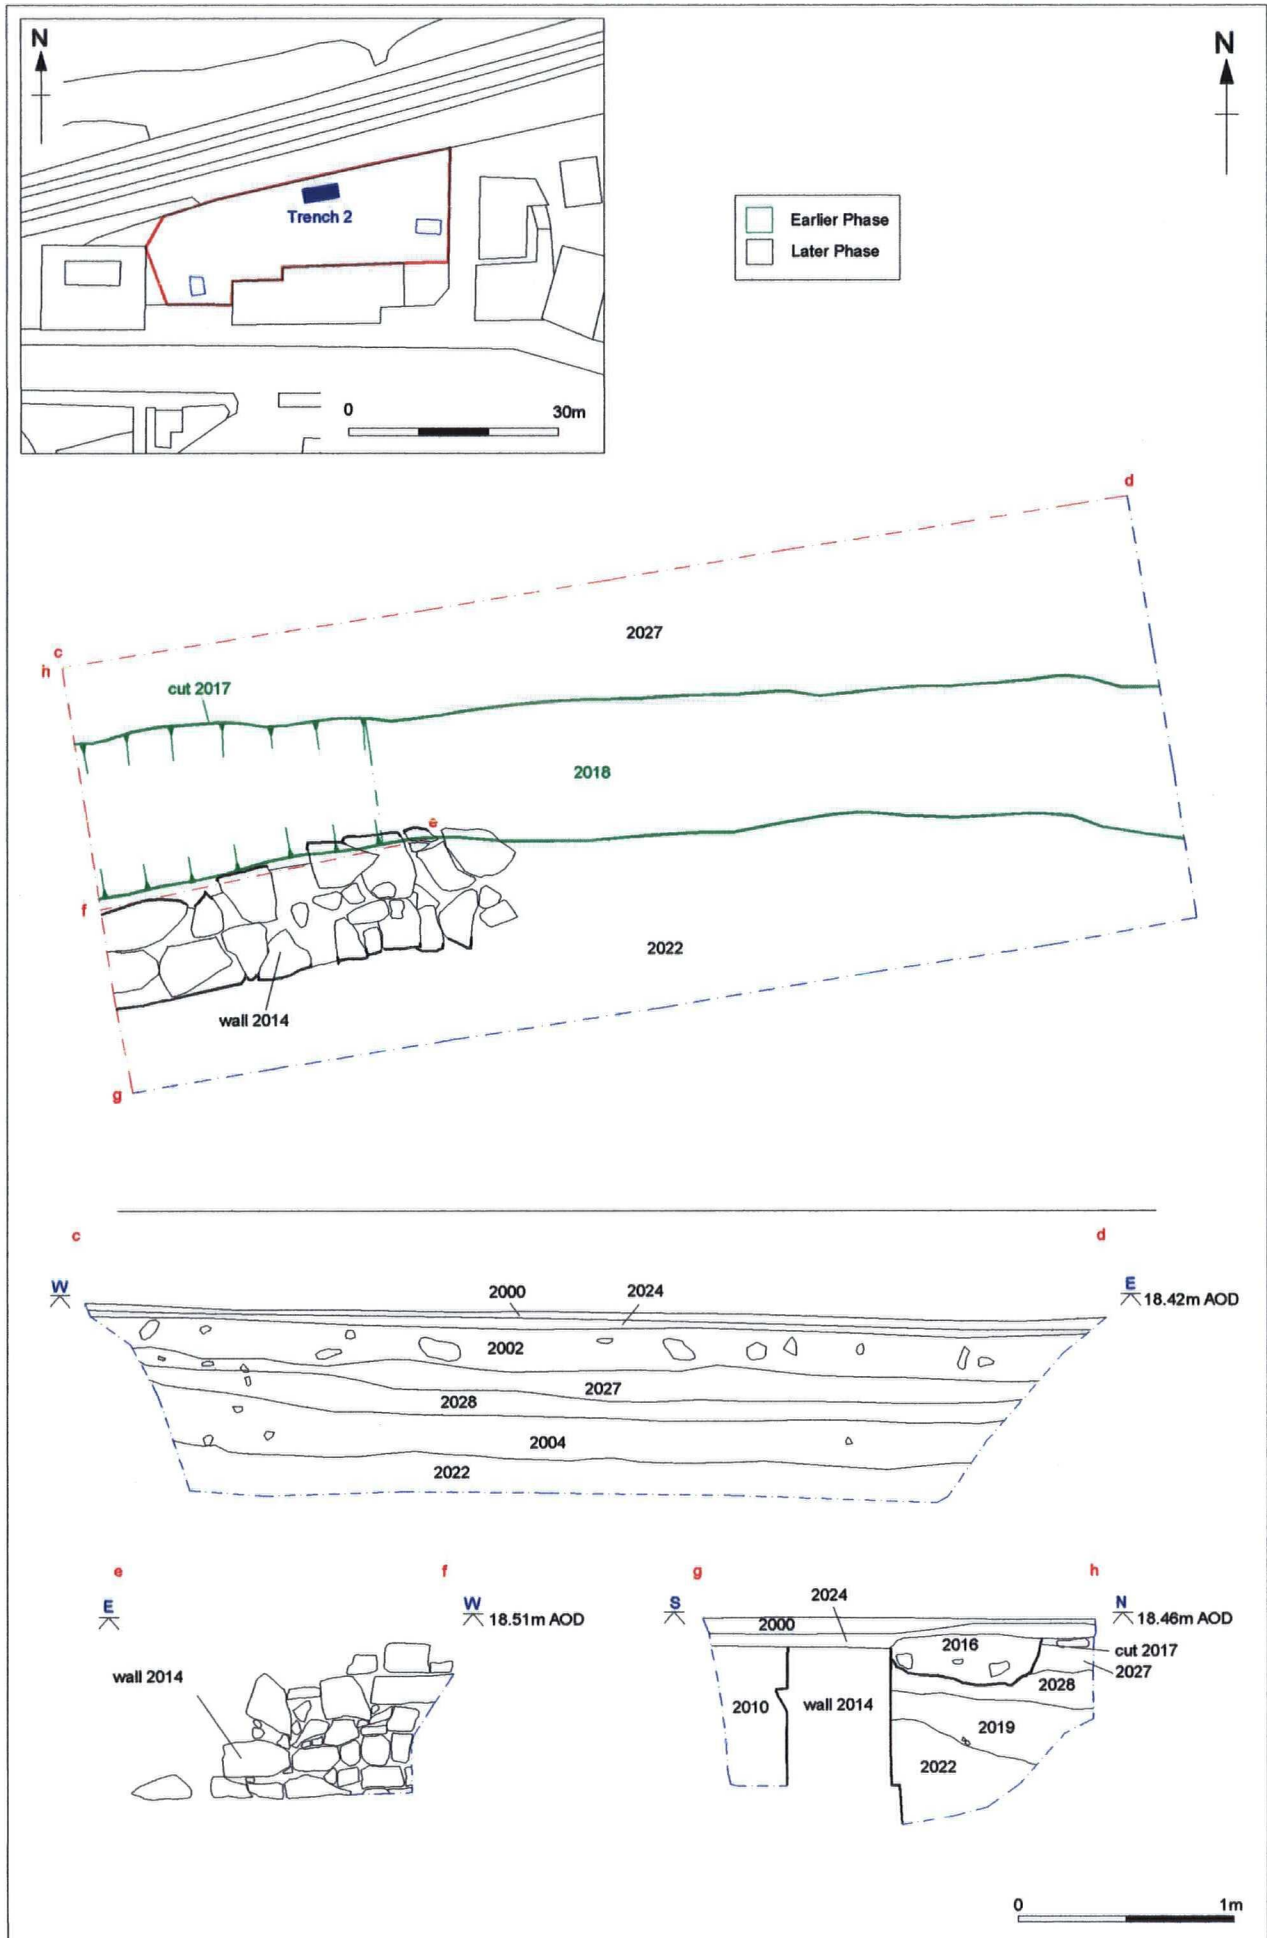 N
N
Trench 2
0 30m
Earlier Phase
Later Phase
d
2027
c
h
cut 2017
2018
e
f
2022
wall 2014
g
c d
W 2000 2024 E 18.42m AOD
2002
2027
2028
2004
2022
e f
E W 18.51m AOD
wall 2014
g h
2024
S N 18.46m AOD
2000
2016 cut 2017
2027
2028
2010 wall 2014
2019
2022
0 1m